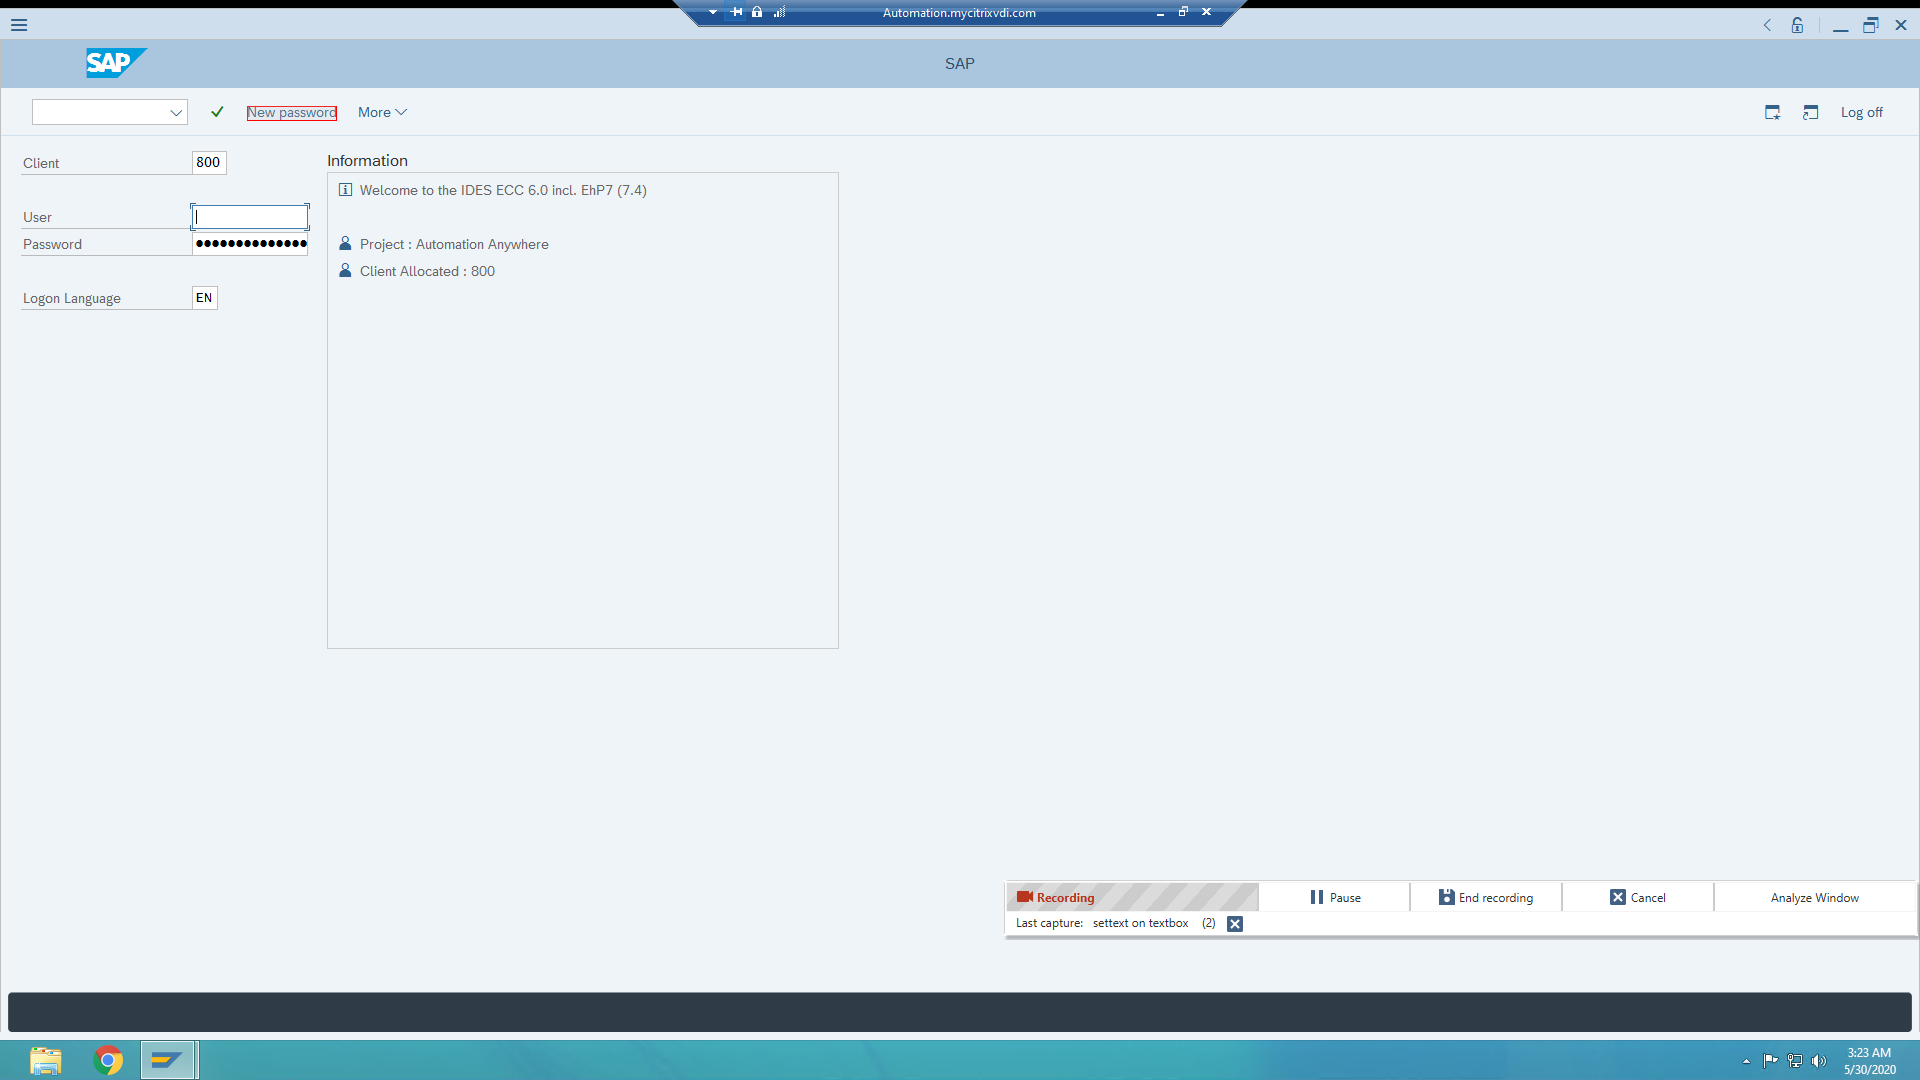 Automation.mycitrixvdi.com
SAP
SAP
New password
More
Log off
Client
800
Information
Welcome to the IDES ECC 6.0 incl. EhP7 (7.4)
User
Password
Project : Automation Anywhere
Client Allocated : 800
Logon Language
EN
Recording
Pause
End recording
Cancel
Analyze Window
Last capture: settext on textbox (2)
3:23 AM
5/30/2020